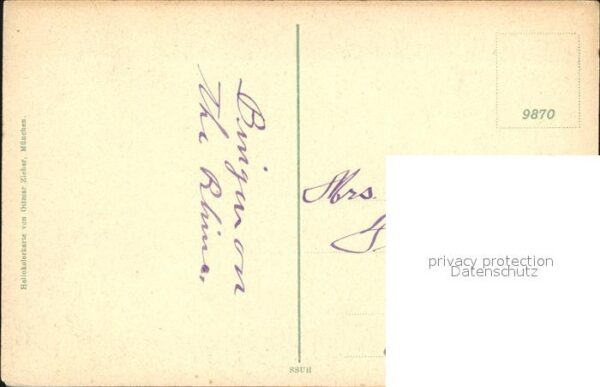 Heliokolorkarte von Ottmar Zieher, München.
Bingen on
the Rhine.
9870
Mrs
privacy protection
Datenschutz